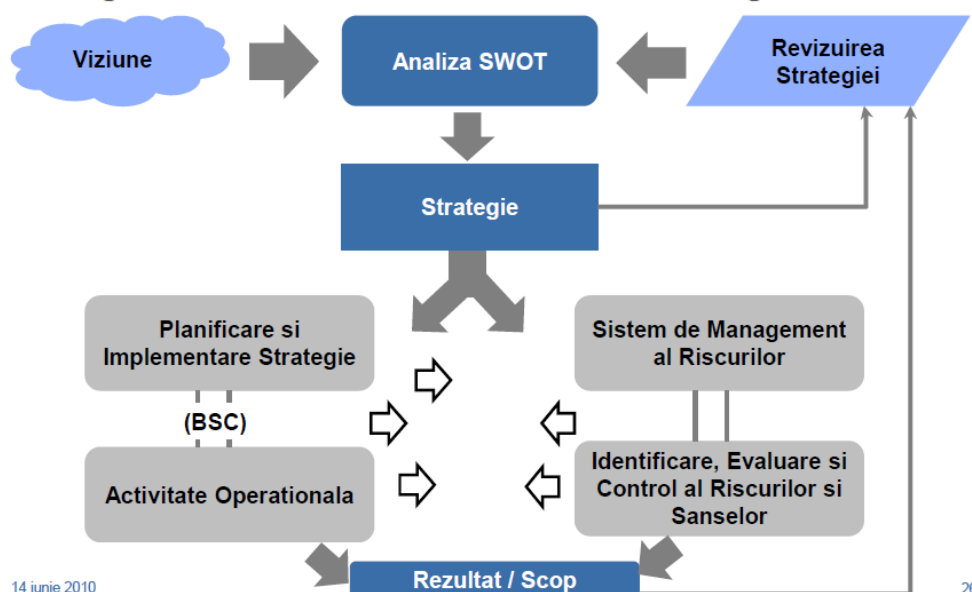 Viziune
Analiza SWOT
Revizuirea
Strategiei
Strategie
Planificare si
Implementare Strategie
Sistem de Management
al Riscurilor
(BSC)
Activitate Operationala
Identificare, Evaluare si
Control al Riscurilor si
Sanselor
Rezultat / Scop
14 iunie 2010
26